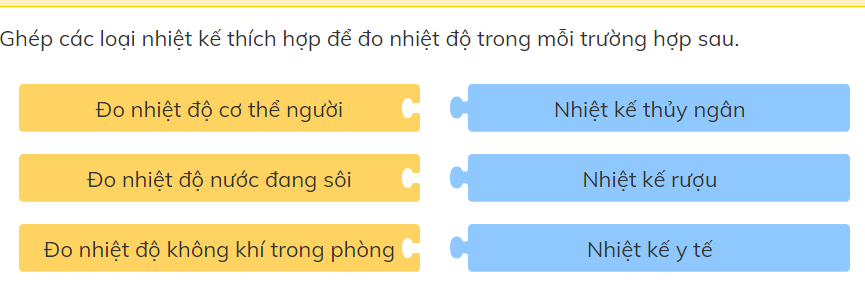 Ghép các loại nhiệt kế thích hợp để đo nhiệt độ trong mỗi trường hợp sau.
Đo nhiệt độ cơ thể người
Nhiệt kế thủy ngân
Đo nhiệt độ nước đang sôi
Nhiệt kế rượu
Đo nhiệt độ không khí trong phòng
Nhiệt kế y tế